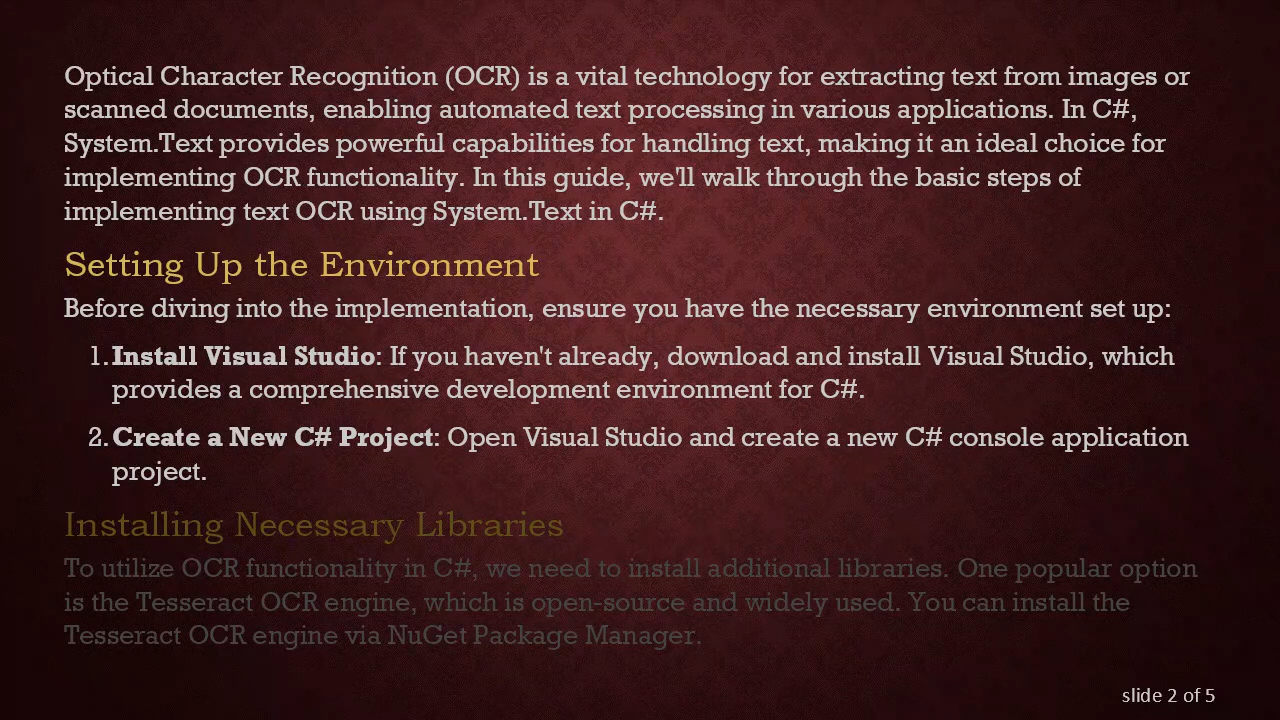 Optical Character Recognition (OCR) is a vital technology for extracting text from images or
scanned documents, enabling automated text processing in various applications. In C#,
System.Text provides powerful capabilities for handling text, making it an ideal choice for
implementing OCR functionality. In this guide, we'll walk through the basic steps of
implementing text OCR using System.Text in C#.
Setting Up the Environment
Before diving into the implementation, ensure you have the necessary environment set up:
1. Install Visual Studio: If you haven't already, download and install Visual Studio, which
provides a comprehensive development environment for C#.
2. Create a New C# Project: Open Visual Studio and create a new C# console application
project.
Installing Necessary Libraries
To utilize OCR functionality in C#, we need to install additional libraries. One popular option
is the Tesseract OCR engine, which is open-source and widely used. You can install the
Tesseract OCR engine via NuGet Package Manager.
slide 2 of 5